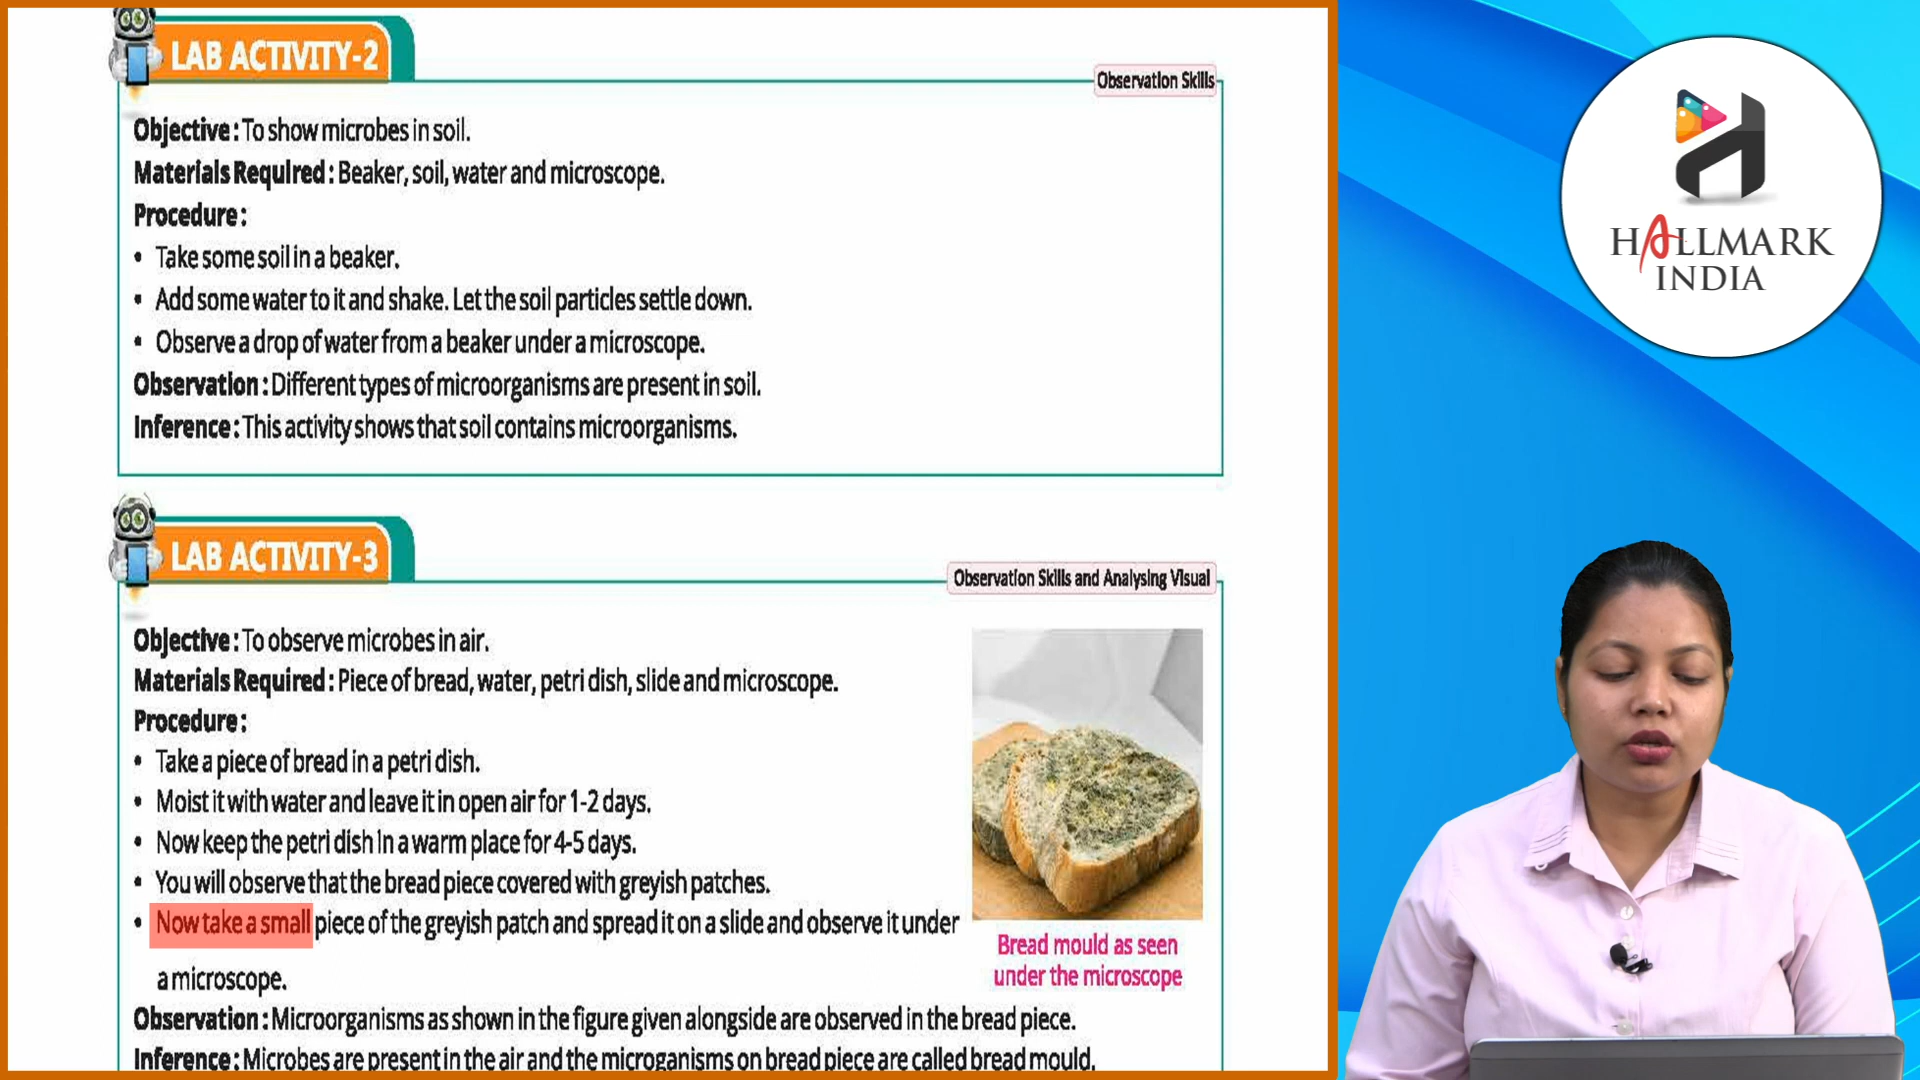 LAB ACTIVITY-2
Observation Skills
Objective : To show microbes in soil.
Materials Required : Beaker, soil, water and microscope.
Procedure :
• Take some soil in a beaker.
• Add some water to it and shake. Let the soil particles settle down.
• Observe a drop of water from a beaker under a microscope.
Observation : Different types of microorganisms are present in soil.
Inference : This activity shows that soil contains microorganisms.
LAB ACTIVITY-3
Observation Skills and Analysing Visual
Objective : To observe microbes in air.
Materials Required : Piece of bread, water, petri dish, slide and microscope.
Procedure :
• Take a piece of bread in a petri dish.
• Moist it with water and leave it in open air for 1-2 days.
• Now keep the petri dish in a warm place for 4-5 days.
• You will observe that the bread piece covered with greyish patches.
• Now take a small piece of the greyish patch and spread it on a slide and observe it under
a microscope.
Bread mould as seen
under the microscope
Observation : Microorganisms as shown in the figure given alongside are observed in the bread piece.
Inference : Microbes are present in the air and the microganisms on bread piece are called bread mould.
HALLMARK
INDIA